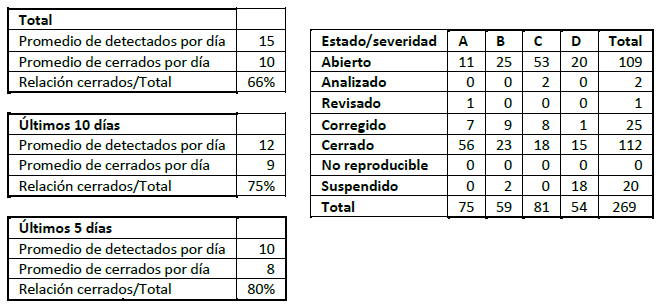 Total
Promedio de detectados por día 15
Promedio de cerrados por día 10
Relación cerrados/Total 66%
Últimos 10 días
Promedio de detectados por día 12
Promedio de cerrados por día 9
Relación cerrados/Total 75%
Últimos 5 días
Promedio de detectados por día 10
Promedio de cerrados por día 8
Relación cerrados/Total 80%
Estado/severidad A B C D Total
Abierto 11 25 53 20 109
Analizado 0 0 2 0 2
Revisado 1 0 0 0 1
Corregido 7 9 8 1 25
Cerrado 56 23 18 15 112
No reproducible 0 0 0 0 0
Suspendido 0 2 0 18 20
Total 75 59 81 54 269